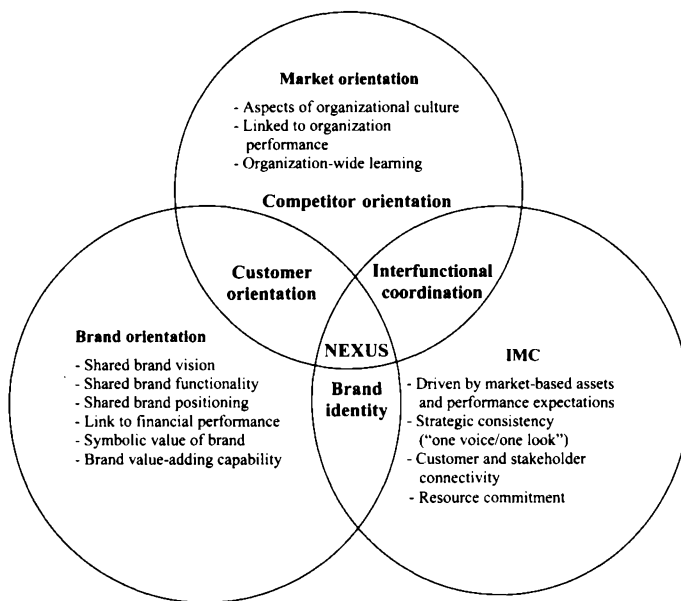 Market orientation
- Aspects of organizational culture
- Linked to organization
performance
- Organization-wide learning
Competitor orientation
Customer
orientation
Interfunctional
coordination
NEXUS
Brand
identity
Brand orientation
- Shared brand vision
- Shared brand functionality
- Shared brand positioning
- Link to financial performance
- Symbolic value of brand
- Brand value-adding capability
IMC
- Driven by market-based assets
and performance expectations
- Strategic consistency
("one voice/one look")
- Customer and stakeholder
connectivity
- Resource commitment